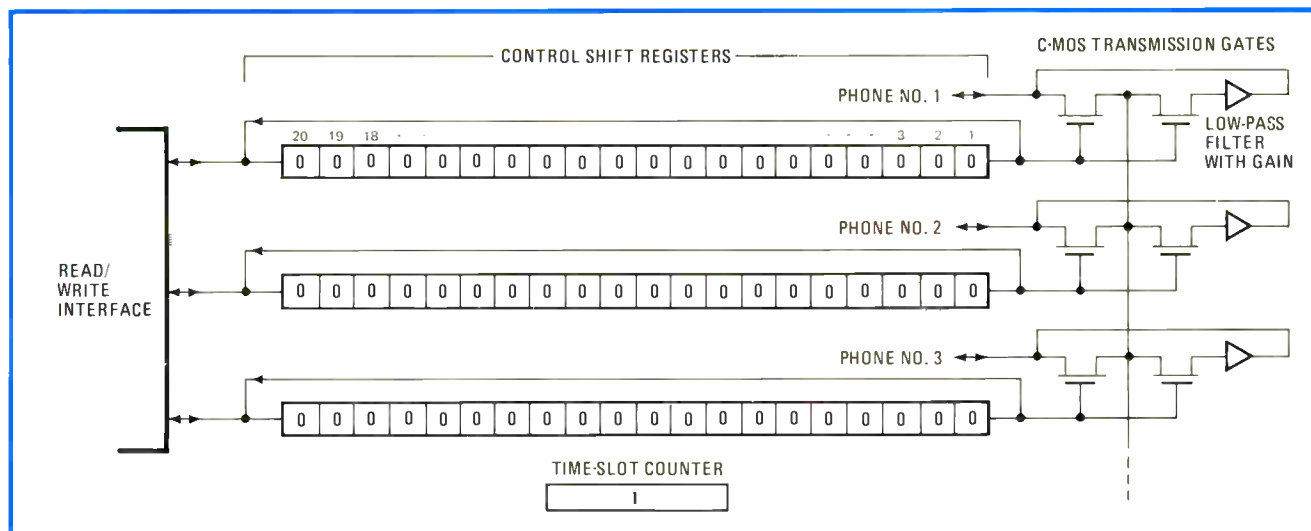 CONTROL SHIFT REGISTERS
C-MOS TRANSMISSION GATES
PHONE NO. 1
LOW-PASS
FILTER
WITH GAIN
20 19 18 · · · · · 3 2 1
0 0 0 0 0 0 0 0 0 0 0 0 0 0 0 0 0 0 0 0
PHONE NO. 2
READ/
WRITE
INTERFACE
0 0 0 0 0 0 0 0 0 0 0 0 0 0 0 0 0 0 0 0
PHONE NO. 3
0 0 0 0 0 0 0 0 0 0 0 0 0 0 0 0 0 0 0 0
TIME-SLOT COUNTER
1